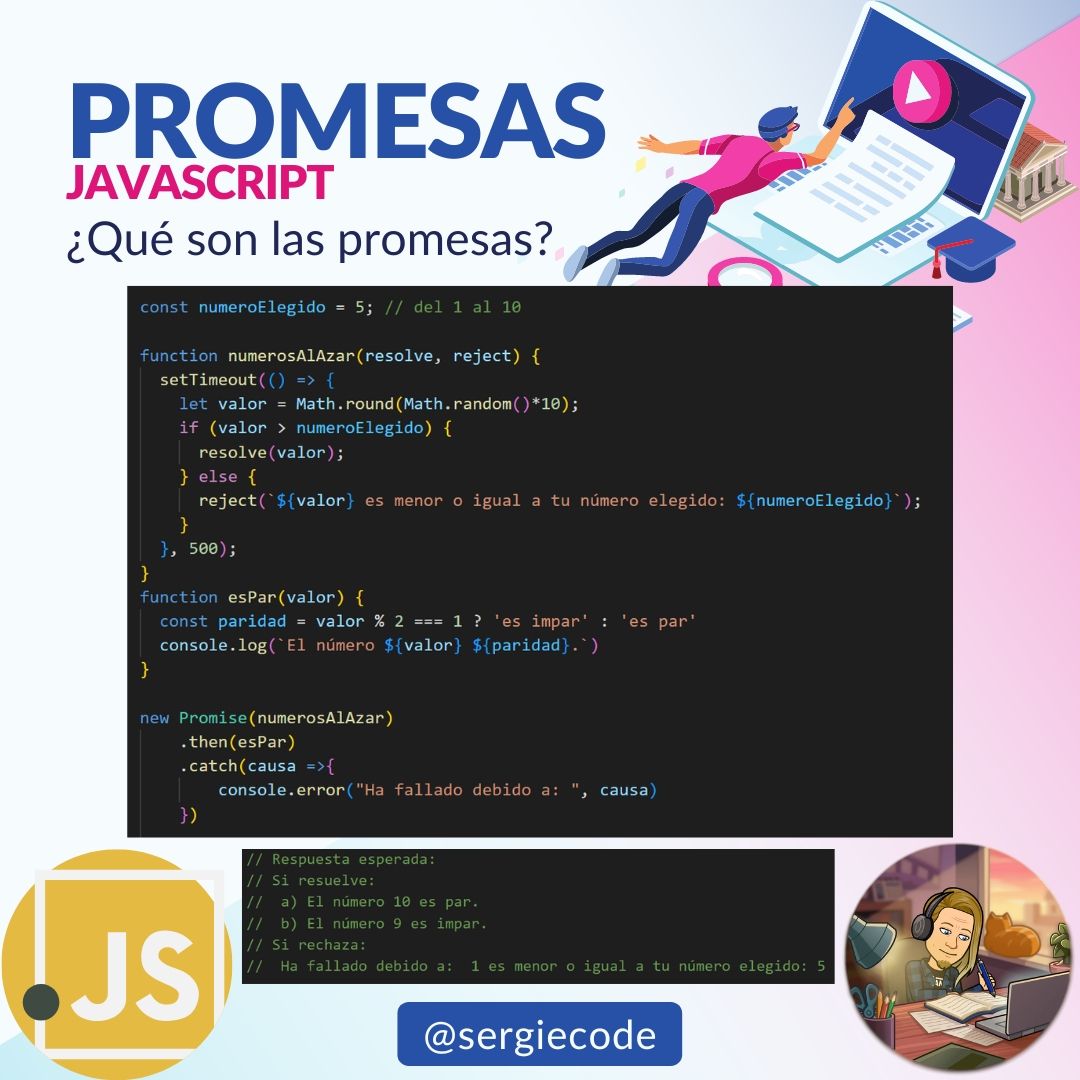 PROMESAS
JAVASCRIPT
¿Qué son las promesas?
const numeroElegido = 5; // del 1 al 10

function numerosAlAzar(resolve, reject) {
  setTimeout(() => {
    let valor = Math.round(Math.random()*10);
    if (valor > numeroElegido) {
      resolve(valor);
    } else {
      reject(`${valor} es menor o igual a tu número elegido: ${numeroElegido}`);
    }
  }, 500);
}
function esPar(valor) {
  const paridad = valor % 2 === 1 ? 'es impar' : 'es par'
  console.log(`El número ${valor} ${paridad}.`)
}

new Promise(numerosAlAzar)
    .then(esPar)
    .catch(causa =>{
        console.error("Ha fallado debido a: ", causa)
    })
// Respuesta esperada:
// Si resuelve:
//  a) El número 10 es par.
//  b) El número 9 es impar.
// Si rechaza:
//  Ha fallado debido a:  1 es menor o igual a tu número elegido: 5
.JS
@sergiecode